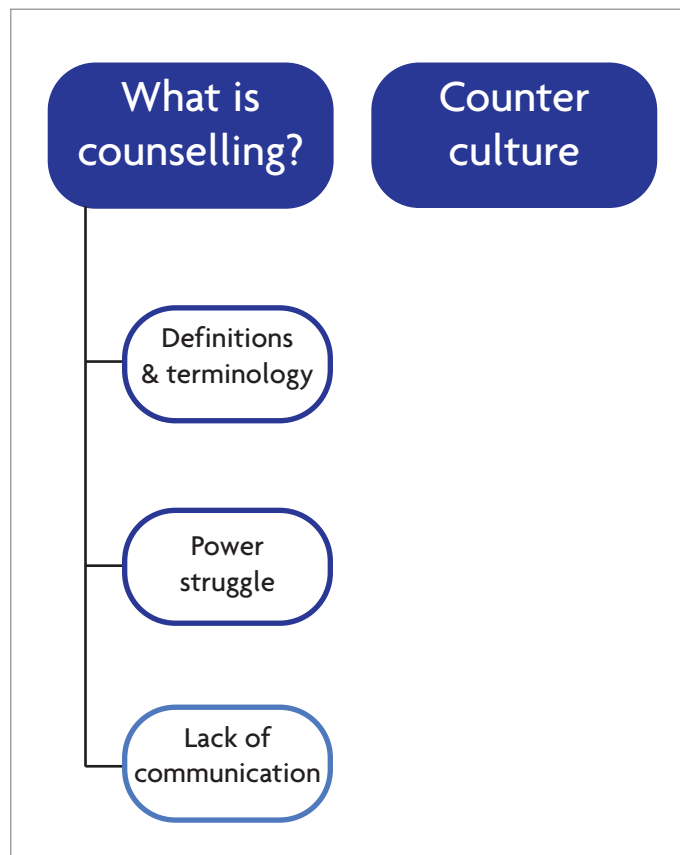 What is
counselling?
Counter
culture
Definitions
& terminology
Power
struggle
Lack of
communication